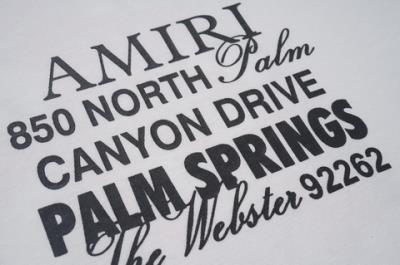 AMIRI
850 NORTH Palm
CANYON DRIVE
PALM SPRINGS
The Webster 92262